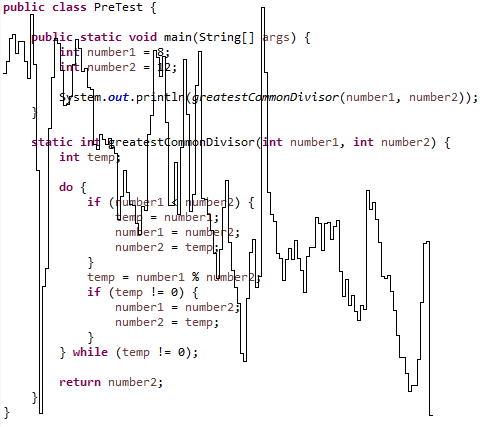 public class PreTest {
public static void main(String[] args) {
int number1 = 8;
int number2 = 12;
System.out.println(greatestCommonDivisor(number1, number2));
}
static int greatestCommonDivisor(int number1, int number2) {
int temp;
do {
if (number1 < number2) {
temp = number1;
number1 = number2;
number2 = temp;
}
temp = number1 % number2;
if (temp != 0) {
number1 = number2;
number2 = temp;
}
} while (temp != 0);
return number2;
}
}